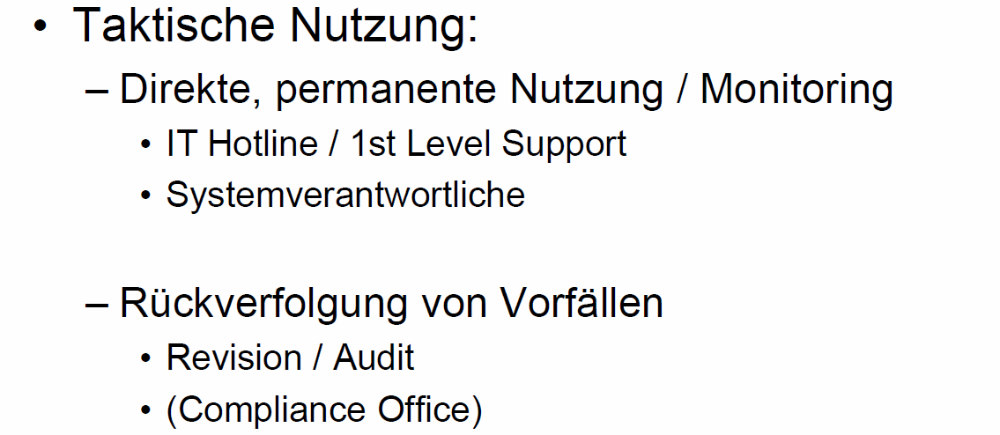 • Taktische Nutzung:
– Direkte, permanente Nutzung / Monitoring
• IT Hotline / 1st Level Support
• Systemverantwortliche
– Rückverfolgung von Vorfällen
• Revision / Audit
• (Compliance Office)